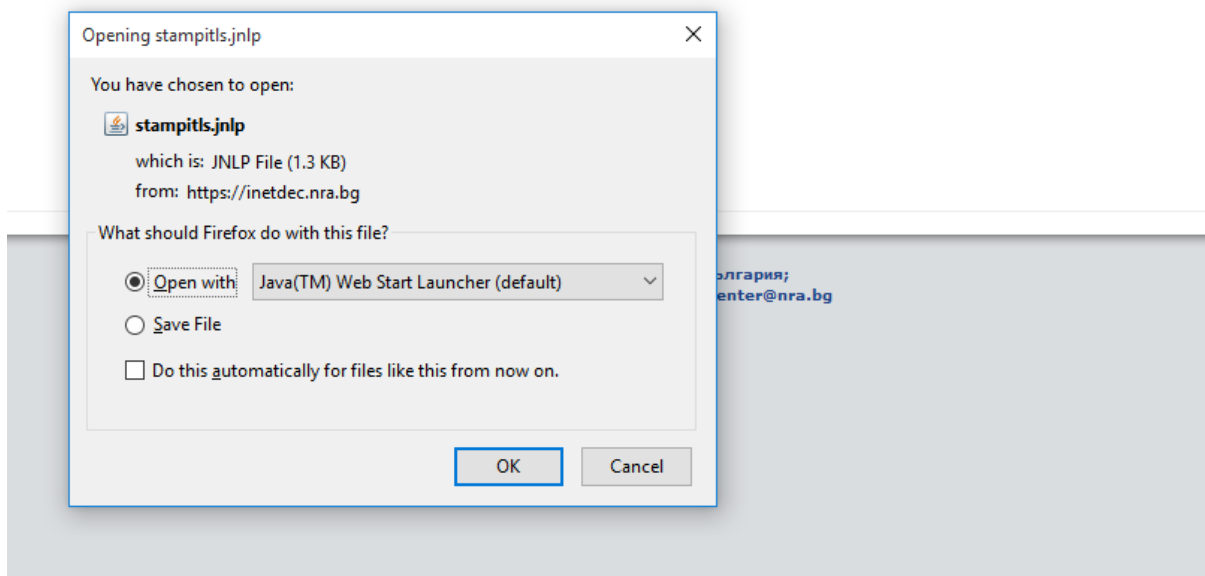 Opening stampitls.jnlp
You have chosen to open:
stampitls.jnlp
which is: JNLP File (1.3 KB)
from: https://inetdec.nra.bg
What should Firefox do with this file?
Open with Java(TM) Web Start Launcher (default)
Save File
Do this automatically for files like this from now on.
OK Cancel
ългария;
enter@nra.bg